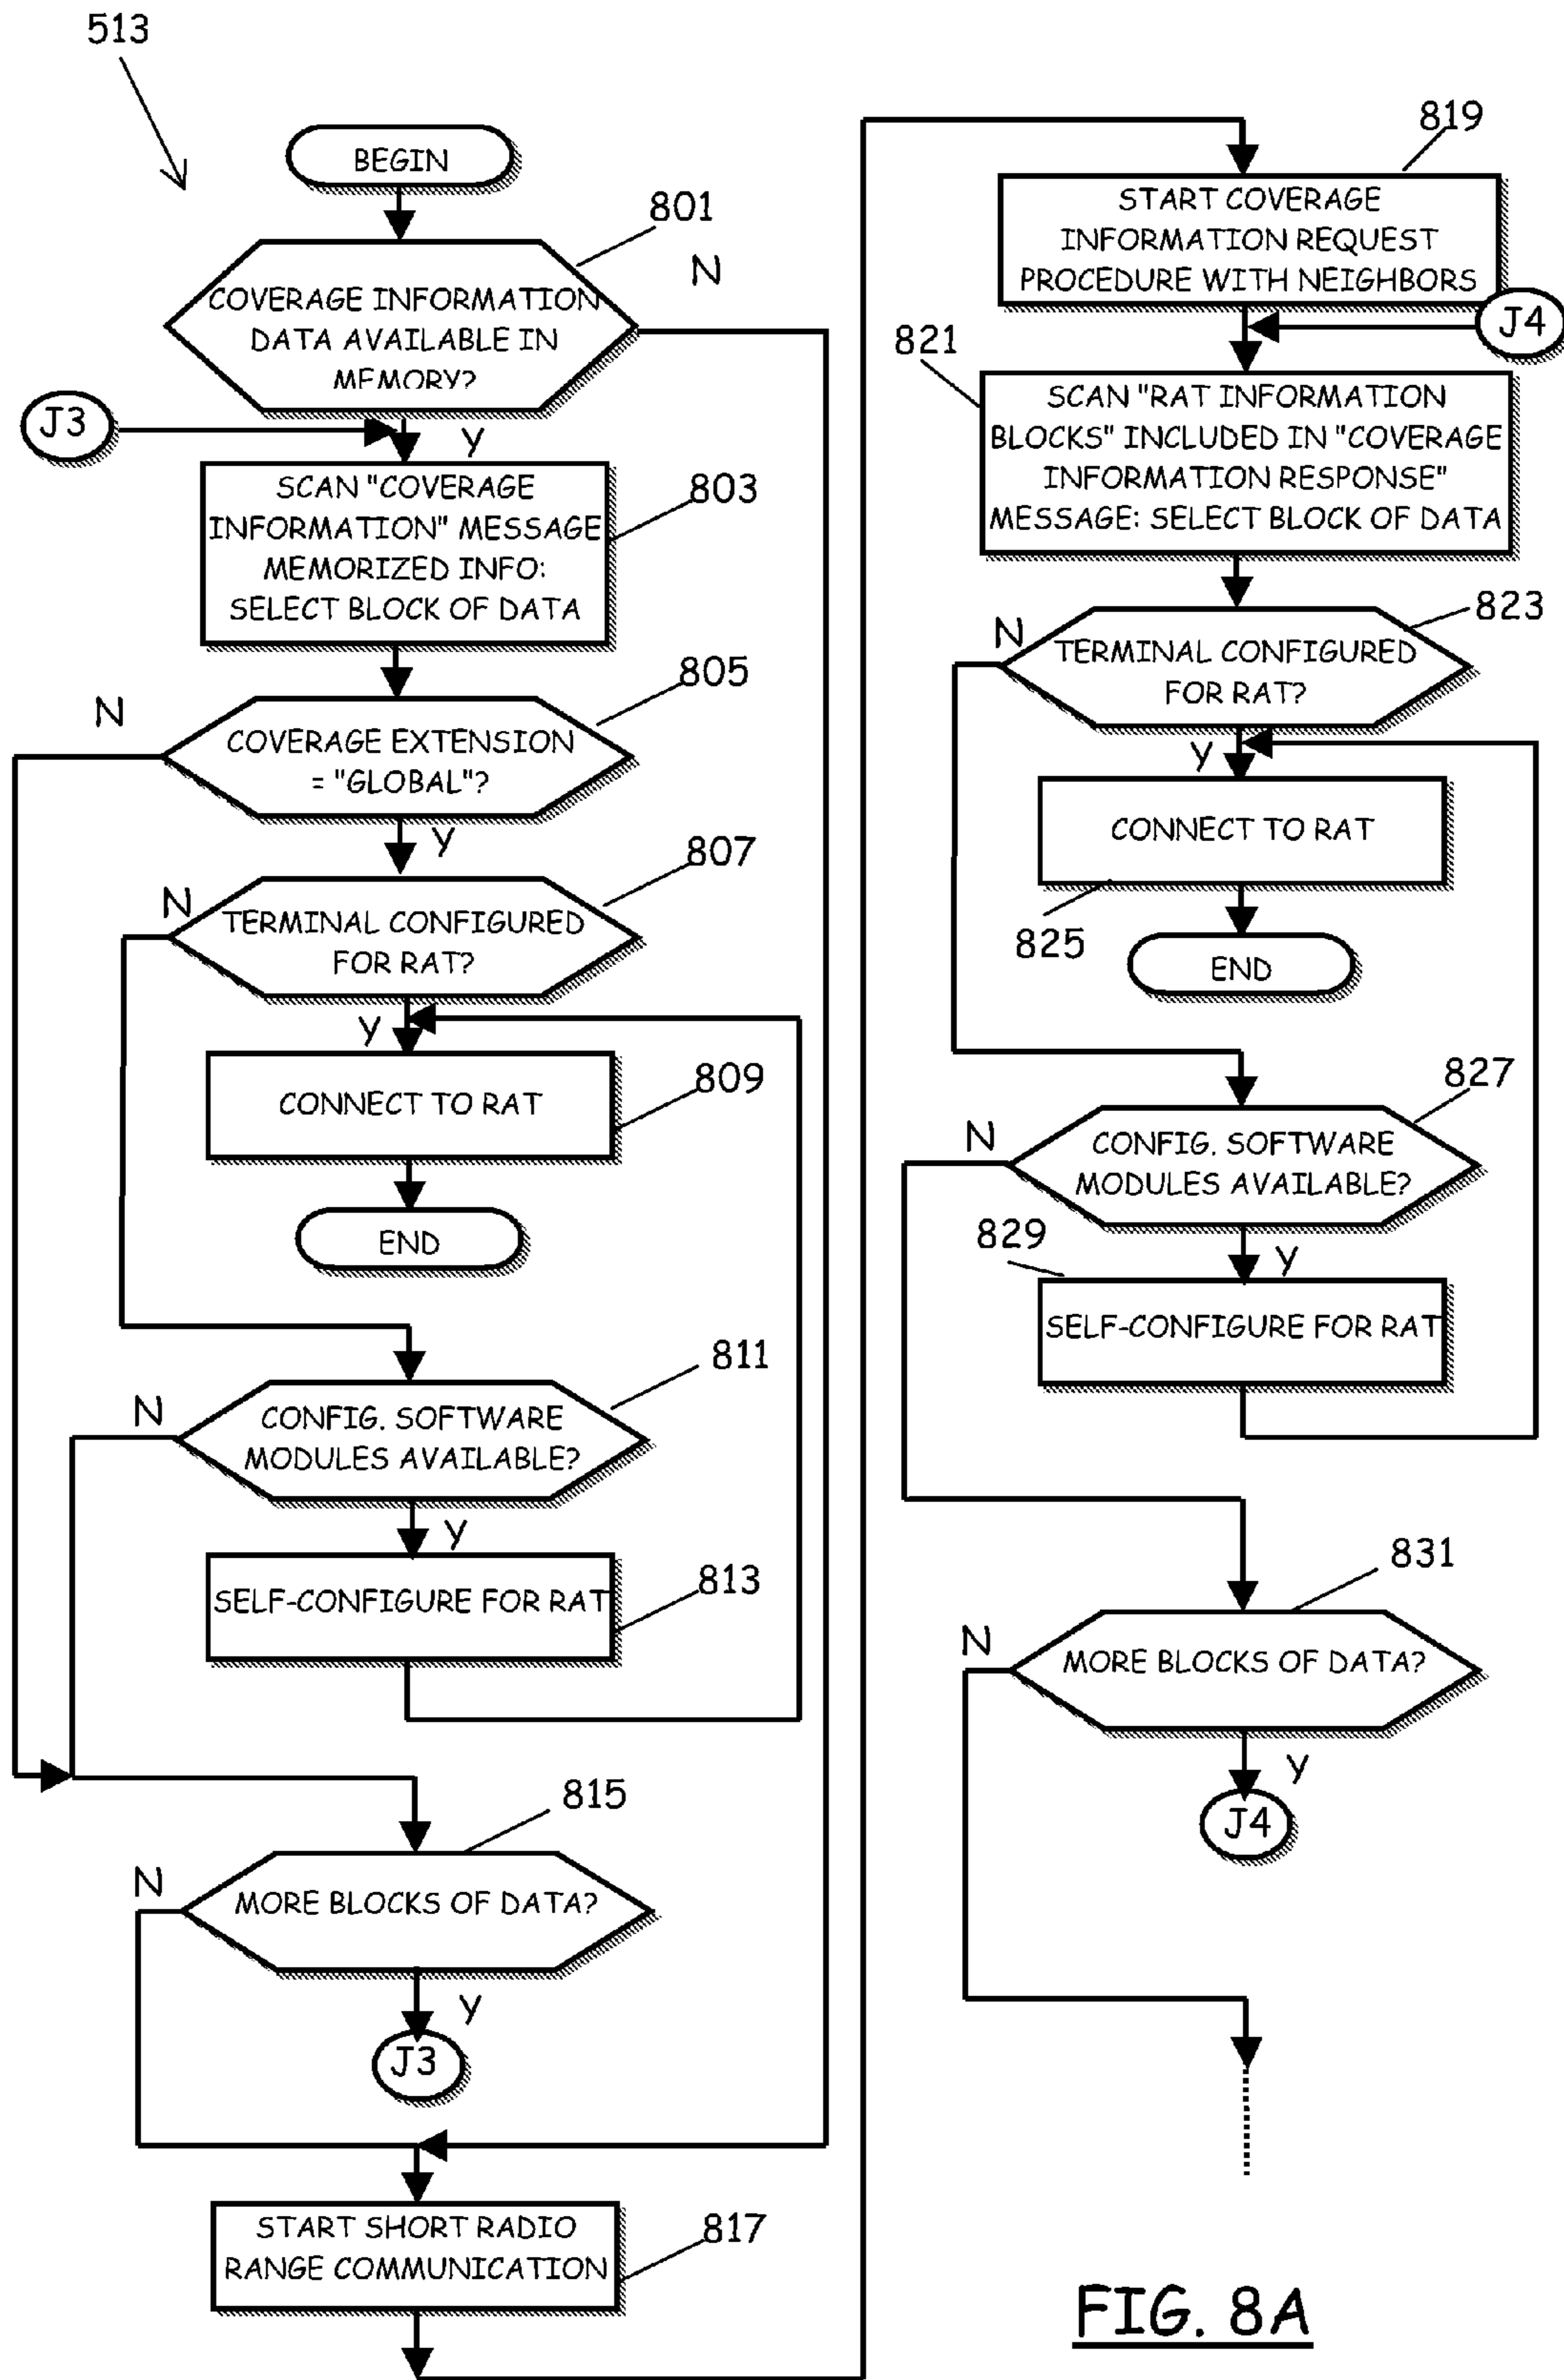 513
BEGIN
801
N
COVERAGE INFORMATION
DATA AVAILABLE IN
MEMORY?
J3
Y
SCAN "COVERAGE
INFORMATION" MESSAGE
MEMORIZED INFO:
SELECT BLOCK OF DATA
803
805
N
COVERAGE EXTENSION
= "GLOBAL"?
Y
807
N
TERMINAL CONFIGURED
FOR RAT?
Y
CONNECT TO RAT
809
END
811
N
CONFIG. SOFTWARE
MODULES AVAILABLE?
Y
SELF-CONFIGURE FOR RAT
813
815
N
MORE BLOCKS OF DATA?
Y
J3
START SHORT RADIO
RANGE COMMUNICATION
817
819
START COVERAGE
INFORMATION REQUEST
PROCEDURE WITH NEIGHBORS
J4
821
SCAN "RAT INFORMATION
BLOCKS" INCLUDED IN "COVERAGE
INFORMATION RESPONSE"
MESSAGE: SELECT BLOCK OF DATA
823
N
TERMINAL CONFIGURED
FOR RAT?
Y
CONNECT TO RAT
825
END
827
N
CONFIG. SOFTWARE
MODULES AVAILABLE?
829
Y
SELF-CONFIGURE FOR RAT
831
N
MORE BLOCKS OF DATA?
Y
J4
FIG. 8A